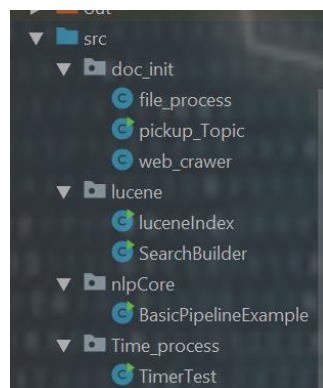 out
src
doc_init
file_process
pickup_Topic
web_crawer
lucene
luceneIndex
SearchBuilder
nlpCore
BasicPipelineExample
Time_process
TimerTest